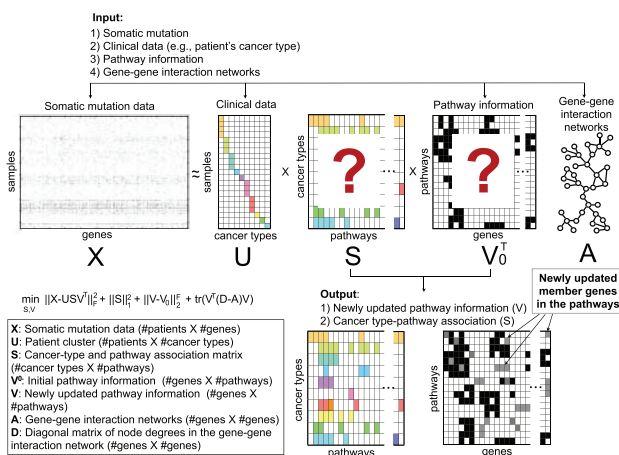 Input:
1) Somatic mutation
2) Clinical data (e.g., patient's cancer type)
3) Pathway information
4) Gene-gene interaction networks
Somatic mutation data
Clinical data
Pathway information
Gene-gene
interaction
networks
samples
≈
samples
X
cancer types
?
...
X
pathways
?
...
genes
cancer types
pathways
genes
X
U
S
V₀ᵀ
A
min ||X-USVᵀ||²F + ||S||²₁ + ||V-V₀||F₂ + tr(Vᵀ(D-A)V)
S,V
Output:
1) Newly updated pathway information (V)
2) Cancer type-pathway association (S)
Newly updated
member genes
in the pathways
X: Somatic mutation data (#patients X #genes)
U: Patient cluster (#patients X #cancer types)
S: Cancer-type and pathway association matrix
(#cancer types X #pathways)
V⁰: Initial pathway information (#genes X #pathways)
V: Newly updated pathway information (#genes X
#pathways)
A: Gene-gene interaction networks (#genes X #genes)
D: Diagonal matrix of node degrees in the gene-gene
interaction network (#genes X #genes)
cancer types
...
pathways
pathways
...
genes